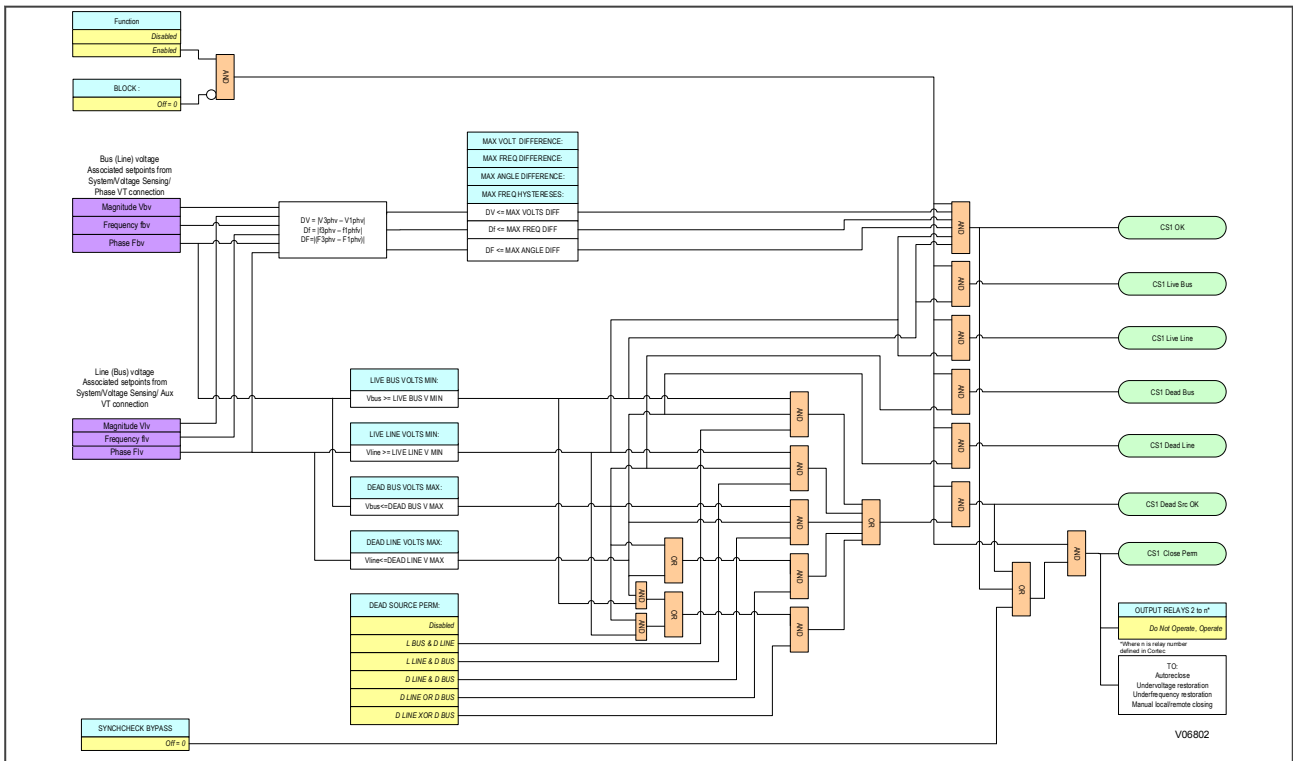 Function
Disabled
Enabled
BLOCK :
Off = 0
AND
Bus (Line) voltage
Associated setpoints from
System/Voltage Sensing/
Phase VT connection
Magnitude Vbv
Frequency fbv
Phase Fbv
DV = |V3phv – V1phv|
Df = |f3phv – f1phfv|
DF=|(F3phv – F1phv)|
MAX VOLT DIFFERENCE:
MAX FREQ DIFFERENCE:
MAX ANGLE DIFFERENCE:
MAX FREQ HYSTERESES:
DV <= MAX VOLTS DIFF
Df <= MAX FREQ DIFF
DF <= MAX ANGLE DIFF
Line (Bus) voltage
Associated setpoints from
System/Voltage Sensing/ Aux
VT connection
Magnitude Vlv
Frequency flv
Phase Flv
LIVE BUS VOLTS MIN:
Vbus >= LIVE BUS V MIN
LIVE LINE VOLTS MIN:
Vline >= LIVE LINE V MIN
DEAD BUS VOLTS MAX:
Vbus<=DEAD BUS V MAX
DEAD LINE VOLTS MAX:
Vline<=DEAD LINE V MAX
DEAD SOURCE PERM:
Disabled
L BUS & D LINE
L LINE & D BUS
D LINE & D BUS
D LINE OR D BUS
D LINE XOR D BUS
SYNCHCHECK BYPASS
Off = 0
AND
AND
OR
OR
AND
AND
AND
AND
AND
OR
AND
AND
AND
AND
AND
AND
OR
AND
CS1 OK
CS1 Live Bus
CS1 Live Line
CS1 Dead Bus
CS1 Dead Line
CS1 Dead Src OK
CS1 Close Perm
OUTPUT RELAYS 2 to n*
Do Not Operate, Operate
*Where n is relay number
defined in Cortec
TO:
Autoreclose
Undervoltage restoration
Underfrequency restoration
Manual local/remote closing
V06802